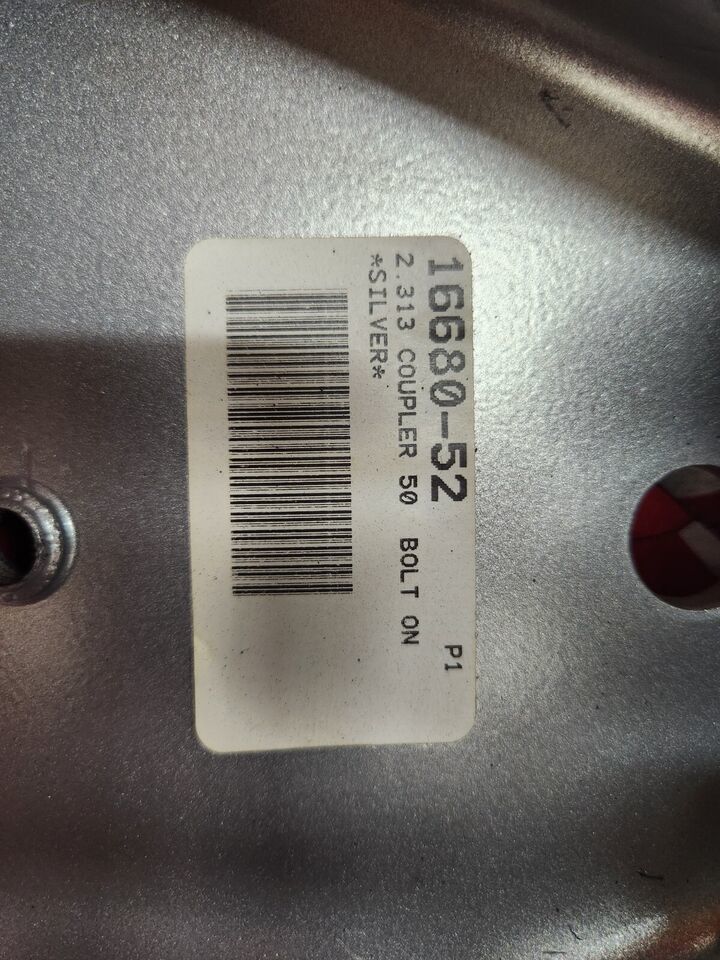 16680-52
2.313 COUPLER 50 BOLT ON
*SILVER*
P1